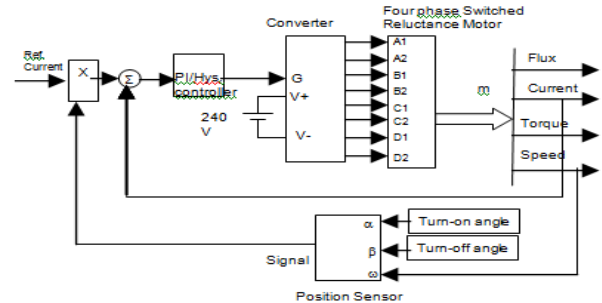 Four phase Switched
Reluctance Motor
Converter
Ref.
Current
X
Σ
PI/Hys.
controller
240
V
G
V+
V-
A1
A2
B1
B2
C1
C2
D1
D2
m
Flux
Current
Torque
Speed
α
β
ω
Turn-on angle
Turn-off angle
Signal
Position Sensor